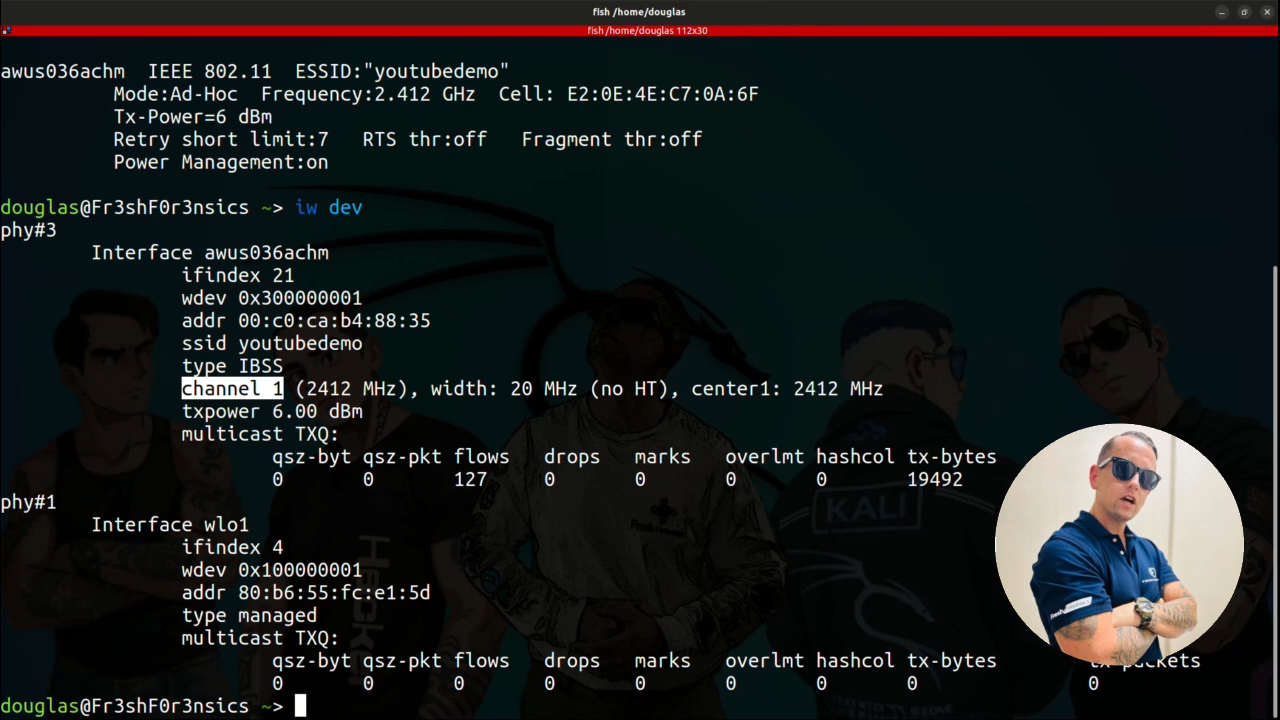 fish /home/douglas
fish /home/douglas 112x30
awus036achm  IEEE 802.11  ESSID:"youtubedemo"
Mode:Ad-Hoc  Frequency:2.412 GHz  Cell: E2:0E:4E:C7:0A:6F
Tx-Power=6 dBm
Retry short limit:7   RTS thr:off   Fragment thr:off
Power Management:on
douglas@Fr3shF0r3nsics ~> iw dev
phy#3
Interface awus036achm
ifindex 21
wdev 0x300000001
addr 00:c0:ca:b4:88:35
ssid youtubedemo
type IBSS
channel 1 (2412 MHz), width: 20 MHz (no HT), center1: 2412 MHz
txpower 6.00 dBm
multicast TXQ:
qsz-byt qsz-pkt flows   drops   marks   overlmt hashcol tx-bytes
0       0       127     0       0       0       0       19492
phy#1
Interface wlo1
ifindex 4
wdev 0x100000001
addr 80:b6:55:fc:e1:5d
type managed
multicast TXQ:
qsz-byt qsz-pkt flows   drops   marks   overlmt hashcol tx-bytes        tx-packets
0       0       0       0       0       0       0       0               0
douglas@Fr3shF0r3nsics ~>
KALI